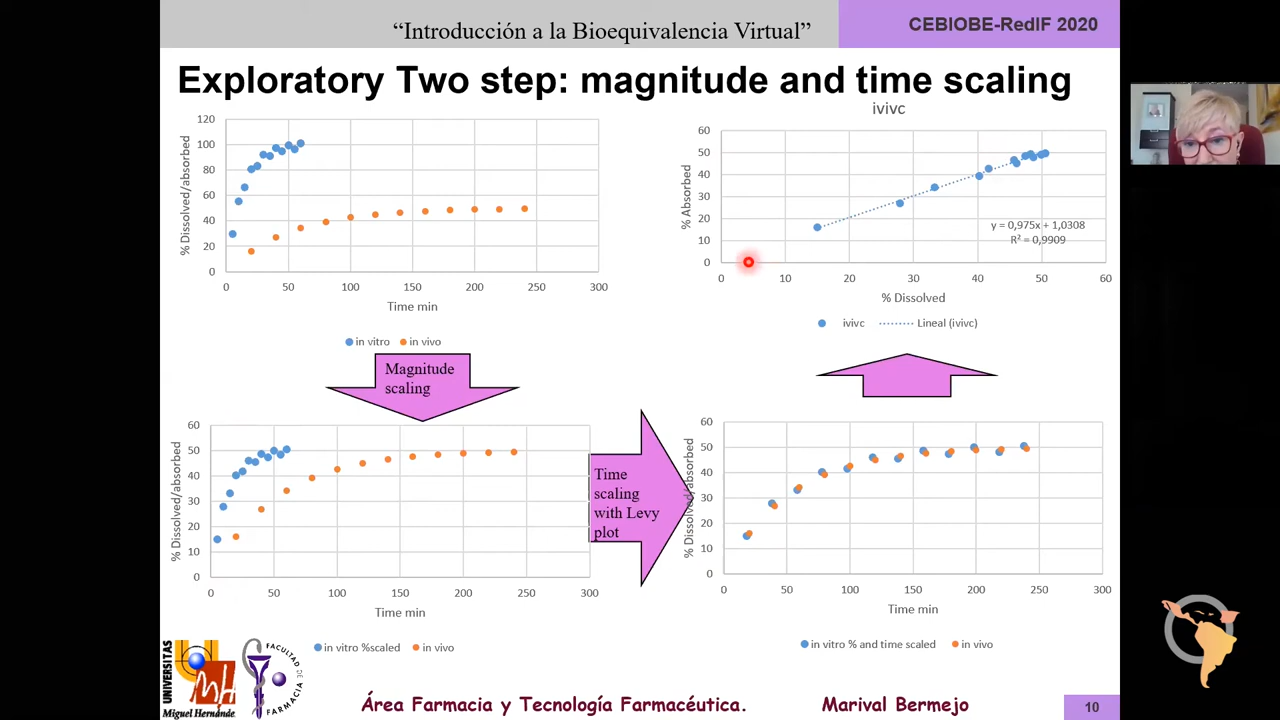 “Introducción a la Bioequivalencia Virtual”
CEBIOBE-RedIF 2020
Exploratory Two step: magnitude and time scaling
% Dissolved/absorbed
120
100
80
60
40
20
0
0 50 100 150 200 250 300
Time min
in vitro in vivo
ivivc
% Absorbed
60
50
40
30
20
10
0
y = 0,975x + 1,0308
R² = 0,9909
0 10 20 30 40 50 60
% Dissolved
ivivc Lineal (ivivc)
Magnitude
scaling
% Dissolved/absorbed
60
50
40
30
20
10
0
0 50 100 150 200 250 300
Time min
in vitro %scaled in vivo
Time
scaling
with Levy
plot
% Dissolved/absorbed
60
50
40
30
20
10
0
0 50 100 150 200 250 300
Time min
in vitro % and time scaled in vivo
UNIVERSITAS
Miguel Hernández
FACULTAD DE FARMACIA
Área Farmacia y Tecnología Farmacéutica. Marival Bermejo
10